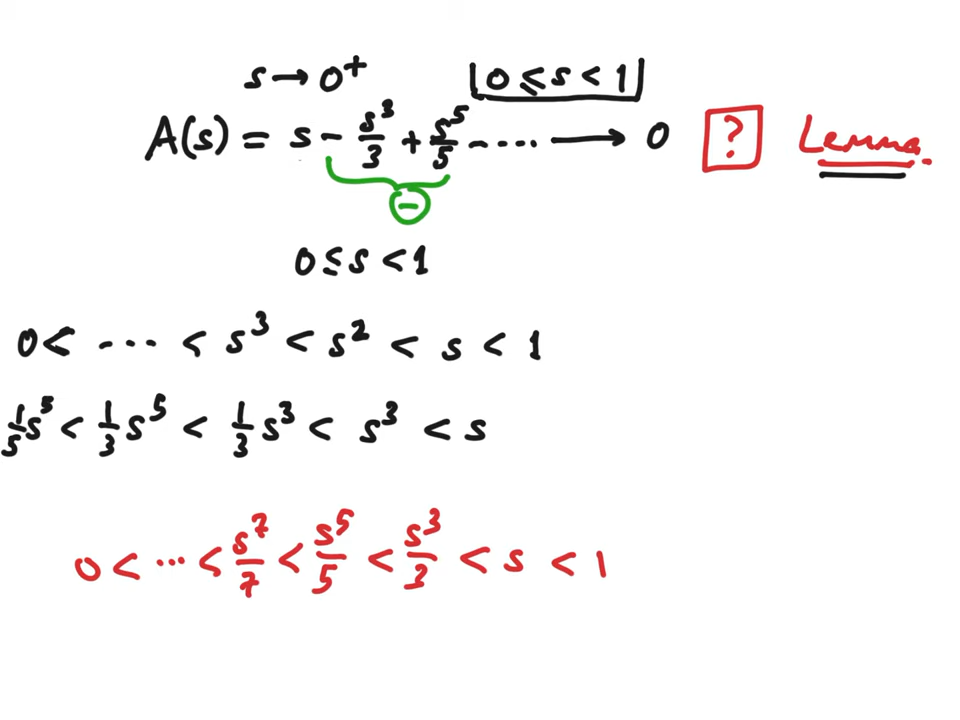 s → 0⁺ 0 ≤ s < 1
A(s) = s − s³/3 + s⁵/5 − .... → 0 ? Lemma.
−
0 ≤ s < 1
0 < ... < s³ < s² < s < 1
1/5 s⁵ < 1/3 s⁵ < 1/3 s³ < s³ < s
0 < ... < s⁷/7 < s⁵/5 < s³/3 < s < 1